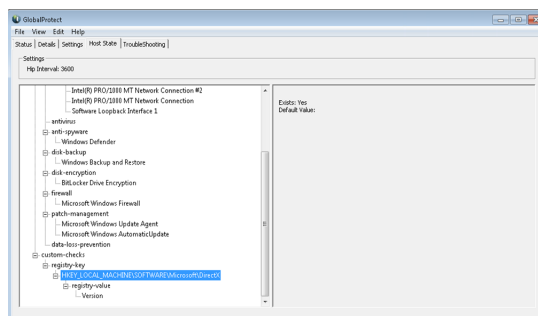 GlobalProtect
File View Edit Help
Status Details Settings Host State TroubleShooting
Settings
Hip Interval: 3600
Intel(R) PRO/1000 MT Network Connection #2
Intel(R) PRO/1000 MT Network Connection
Software Loopback Interface 1
antivirus
anti-spyware
Windows Defender
disk-backup
Windows Backup and Restore
disk-encryption
BitLocker Drive Encryption
firewall
Microsoft Windows Firewall
patch-management
Microsoft Windows Update Agent
Microsoft Windows AutomaticUpdate
data-loss-prevention
custom-checks
registry-key
HKEY_LOCAL_MACHINE\SOFTWARE\Microsoft\DirectX
registry-value
Version
Exists: Yes
Default Value: